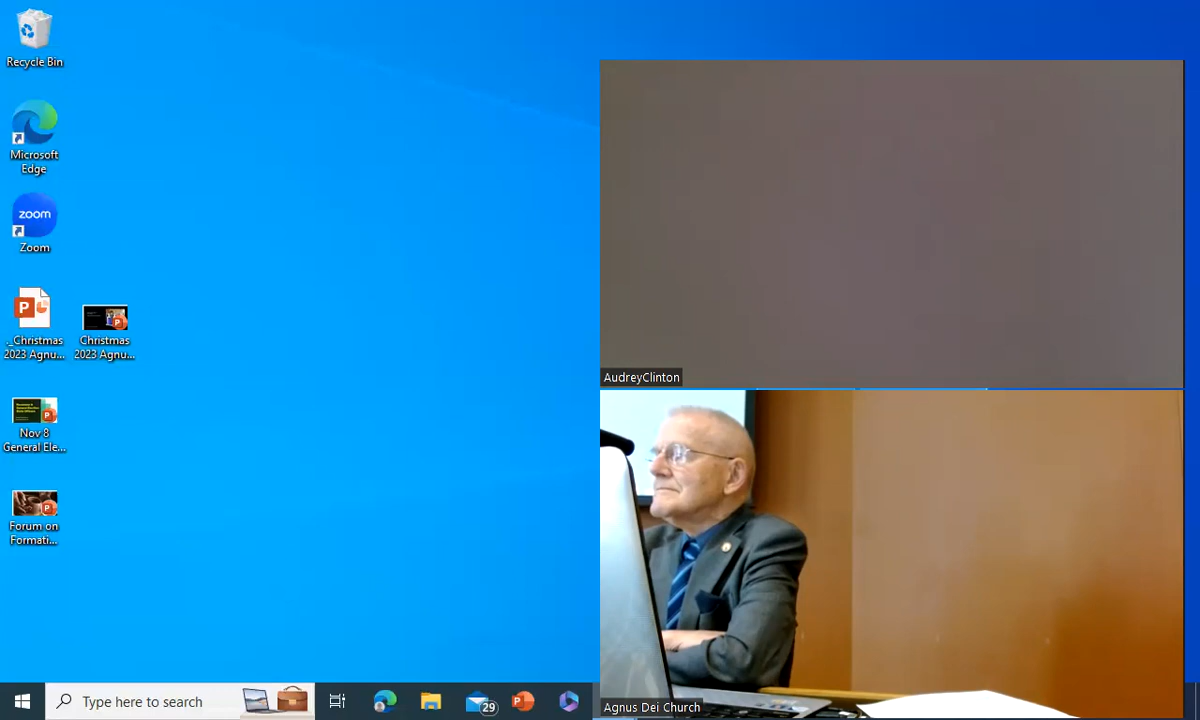 Recycle Bin
Microsoft
Edge
zoom
Zoom
P
._Christmas
2023 Agnu...
Christmas
2023 Agnu...
Nov 8
General Ele...
Forum on
Formati...
AudreyClinton
Agnus Dei Church
Type here to search
29
P